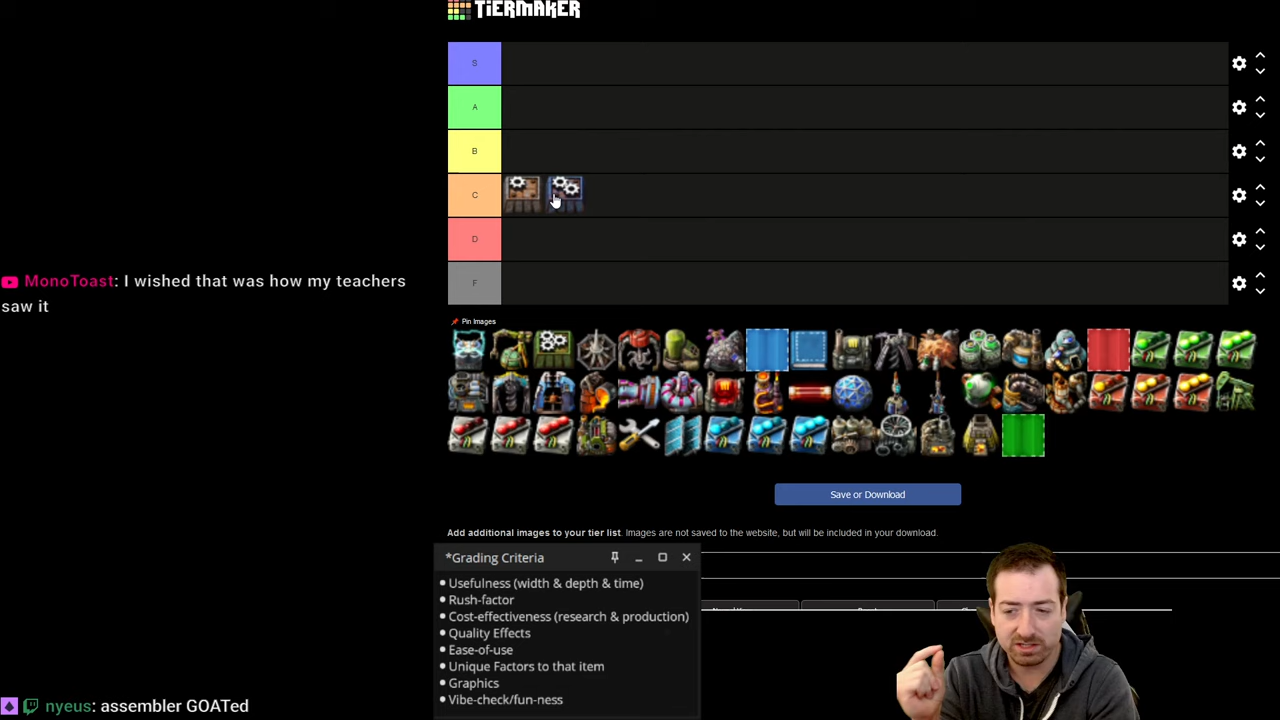 TiERMAKER
S
A
B
C
D
F
MonoToast: I wished that was how my teachers
saw it
Pin Images
Save or Download
Add additional images to your tier list. Images are not saved to the website, but will be included in your download.
*Grading Criteria
Usefulness (width & depth & time)
Rush-factor
Cost-effectiveness (research & production)
Quality Effects
Ease-of-use
Unique Factors to that item
Graphics
Vibe-check/fun-ness
nyeus: assembler GOATed